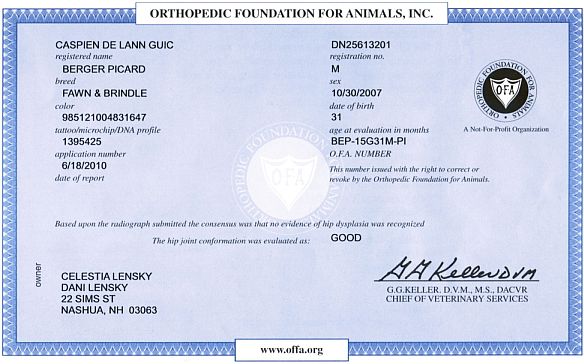 ORTHOPEDIC FOUNDATION FOR ANIMALS, INC.
CASPIEN DE LANN GUIC
registered name
BERGER PICARD
breed
FAWN & BRINDLE
color
985121004831647
tattoo/microchip/DNA profile
1395425
application number
6/18/2010
date of report
DN25613201
registration no.
M
sex
10/30/2007
date of birth
31
age at evaluation in months
BEP-15G31M-PI
O.F.A. NUMBER
This number issued with the right to correct or
revoke by the Orthopedic Foundation for Animals.
ORTHOPEDIC FOUNDATION FOR ANIMALS
OFA
A Not-For-Profit Organization
ORTHOPEDIC FOUNDATION FOR ANIMALS
OFA
Based upon the radiograph submitted the consensus was that no evidence of hip dysplasia was recognized
The hip joint conformation was evaluated as: GOOD
owner
CELESTIA LENSKY
DANI LENSKY
22 SIMS ST
NASHUA, NH 03063
GG Keller DVM
G.G.KELLER. D.V.M., M.S., DACVR
CHIEF OF VETERINARY SERVICES
www.offa.org